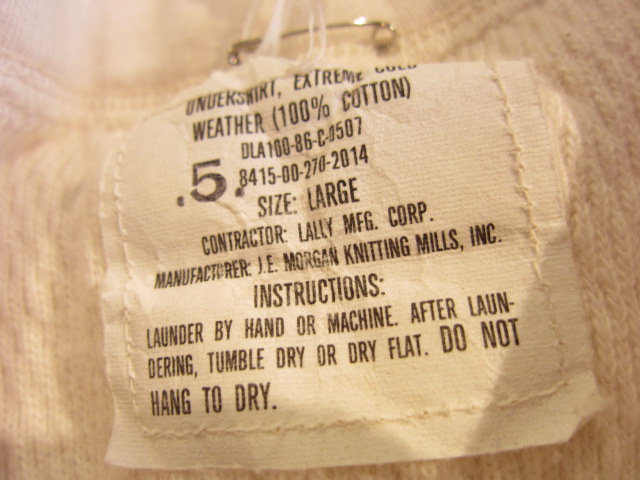 UNDERSHIRT, EXTREME COLD
WEATHER (100% COTTON)
DLA100-86-C-0507
.5. 8415-00-270-2014
SIZE: LARGE
CONTRACTOR: LALLY MFG. CORP.
MANUFACTURER: J.E. MORGAN KNITTING MILLS, INC.
INSTRUCTIONS:
LAUNDER BY HAND OR MACHINE. AFTER LAUN-
DERING, TUMBLE DRY OR DRY FLAT. DO NOT
HANG TO DRY.